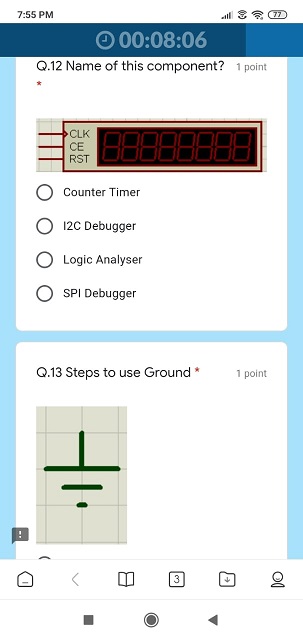 7:55 PM
77
00:08:06
Q.12 Name of this component? 1 point
*
CLK
CE
RST
Counter Timer
I2C Debugger
Logic Analyser
SPI Debugger
Q.13 Steps to use Ground * 1 point
!
3